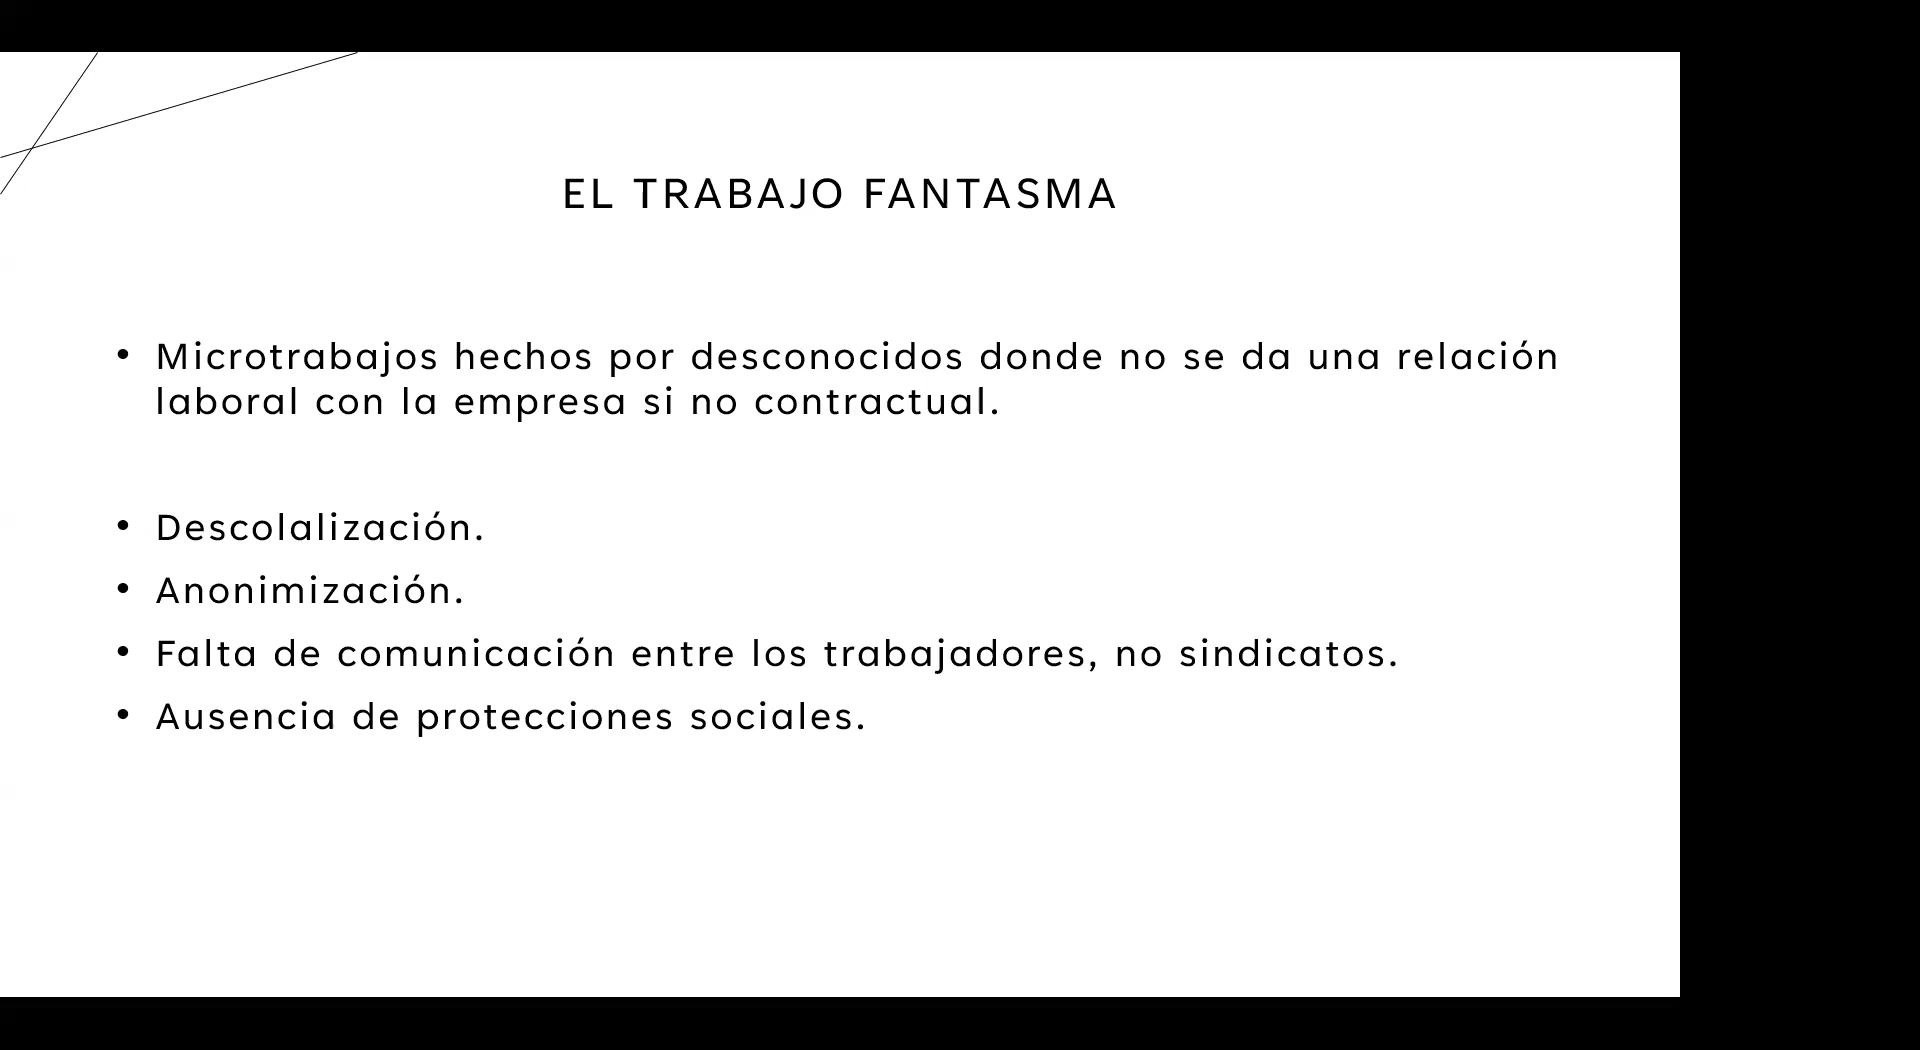 EL TRABAJO FANTASMA
• Microtrabajos hechos por desconocidos donde no se da una relación
laboral con la empresa si no contractual.
• Descolalización.
• Anonimización.
• Falta de comunicación entre los trabajadores, no sindicatos.
• Ausencia de protecciones sociales.